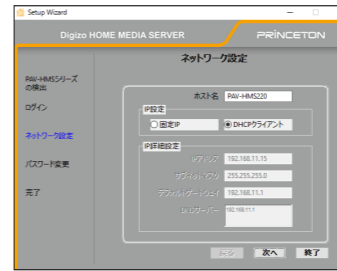 Setup Wizard
Digizo HOME MEDIA SERVER
PRINCETON
ネットワーク設定
PAV-HMSシリーズ
の検出
ログイン
ネットワーク設定
パスワード変更
完了
ホスト名 PAV-HMS220
IP設定
固定IP DHCPクライアント
IP詳細設定
IPアドレス 192.168.11.15
サブネットマスク 255.255.255.0
デフォルトゲートウェイ 192.168.11.1
DNSサーバー 192.168.11.1
戻る 次へ 終了